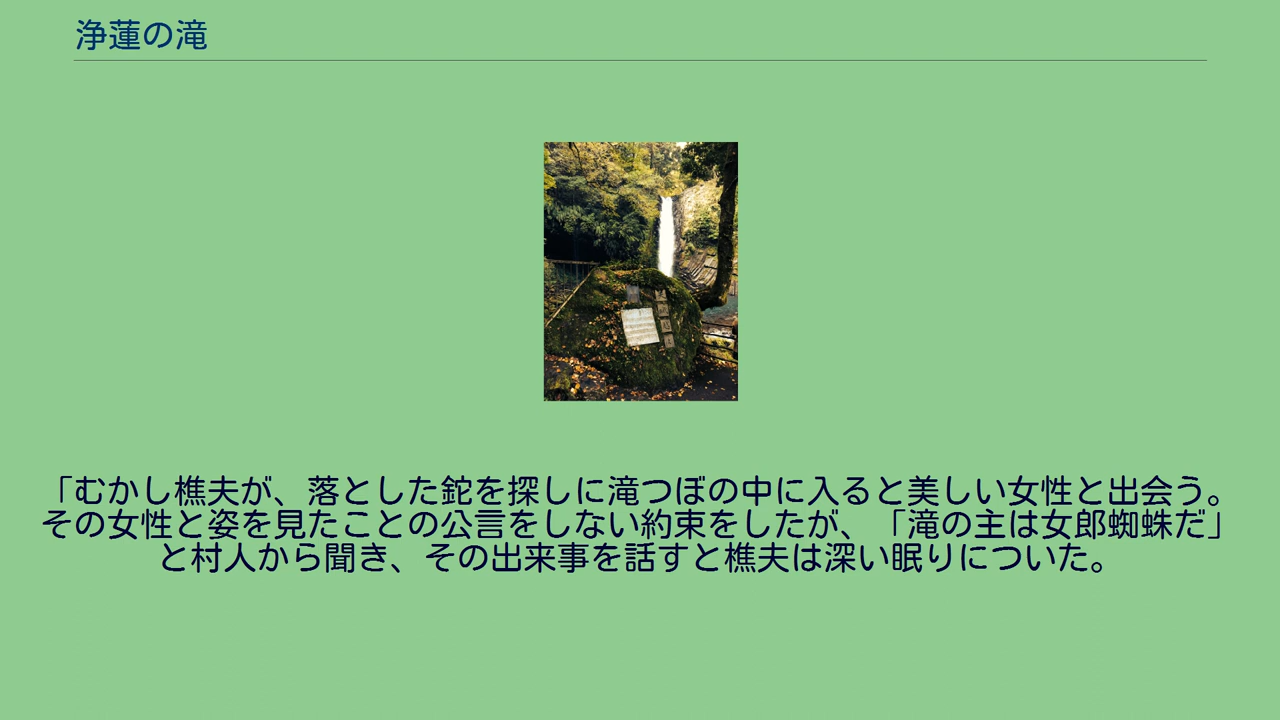 浄蓮の滝
「むかし樵夫が、落とした鉈を探しに滝つぼの中に入ると美しい女性と出会う。
その女性と姿を見たことの公言をしない約束をしたが、「滝の主は女郎蜘蛛だ」
と村人から聞き、その出来事を話すと樵夫は深い眠りについた。